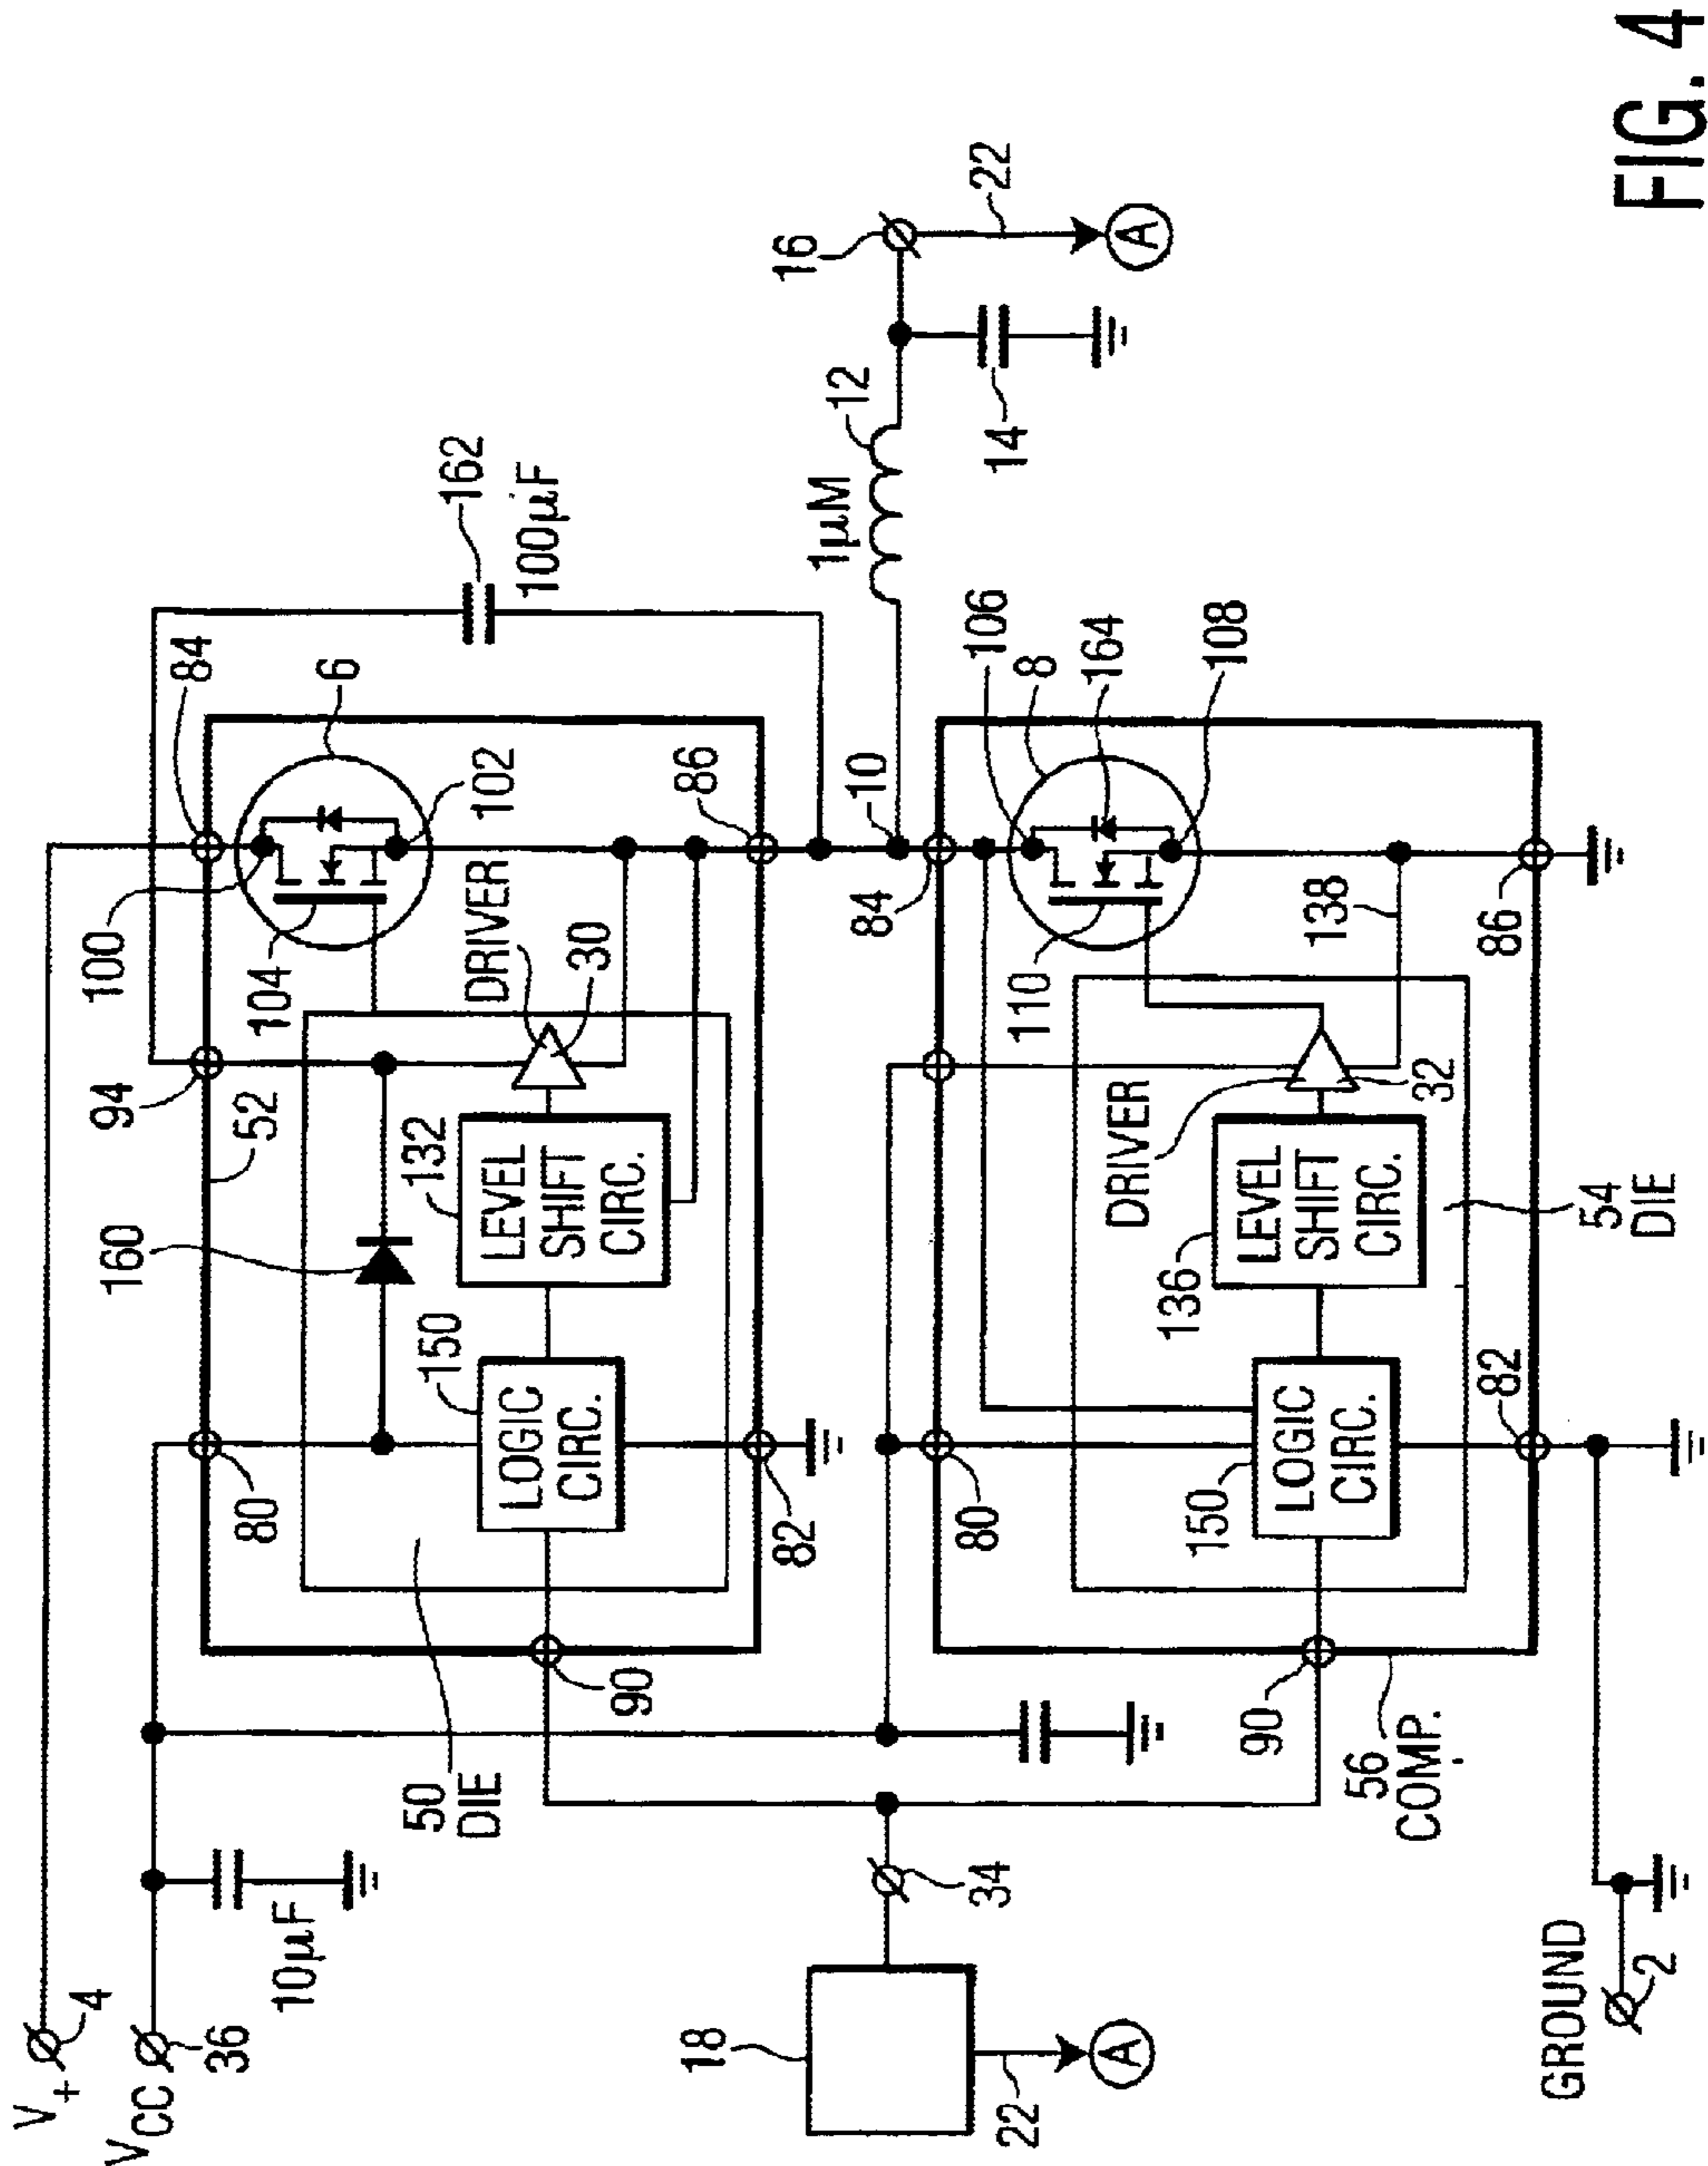 V+
4
VCC
36
10µF
50
DIE
80
160
52
94
84
100
104
6
102
162
100µF
DRIVER
30
132
LEVEL
SHIFT
CIRC.
150
LOGIC
CIRC.
90
82
86
10
1µM
12
14
16
22
A
18
22
A
34
84
106
8
164
108
110
138
86
DRIVER
32
LEVEL
SHIFT
CIRC.
136
54
DIE
80
150
LOGIC
CIRC.
82
90
56
COMP.
GROUND
2
FIG. 4